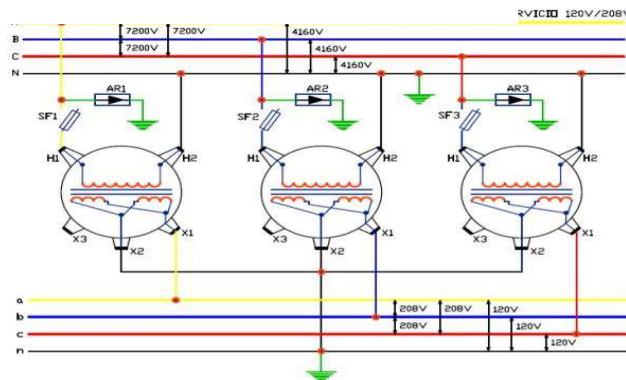 RVICIO 120V/208V
B
7200V 7200V 4160V
C
7200V 4160V
N
4160V
AR1 AR2 AR3
SF1 SF2 SF3
H1 H2 H1 H2 H1 H2
X3 X2 X1 X3 X2 X1 X3 X2 X1
a
208V 208V 120V
b
208V 120V
c
120V
n